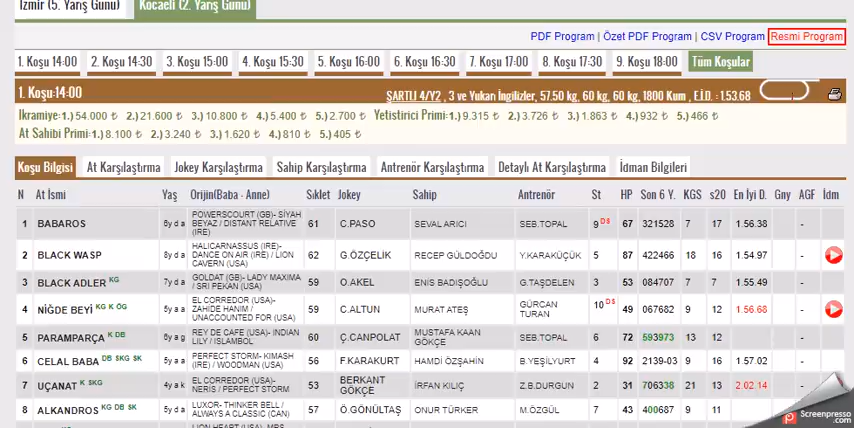 İzmir (5. Yarış Günü) Kocaeli (2. Yarış Günü)
PDF Program | Özet PDF Program | CSV Program Resmi Program
1. Koşu 14:00 2. Koşu 14:30 3. Koşu 15:00 4. Koşu 15:30 5. Koşu 16:00 6. Koşu 16:30 7. Koşu 17:00 8. Koşu 17:30 9. Koşu 18:00 Tüm Koşular
1. Koşu:14:00 ŞARTLI 4/Y2 , 3 ve Yukarı İngilizler, 57.50 kg, 60 kg, 60 kg, 1800 Kum , E.İ.D. : 1.53.68
Ikramiye:1.) 54.000 ₺ 2.) 21.600 ₺ 3.) 10.800 ₺ 4.) 5.400 ₺ 5.) 2.700 ₺ Yetistirici Primi:1.) 9.315 ₺ 2.) 3.726 ₺ 3.) 1.863 ₺ 4.) 932 ₺ 5.) 466 ₺
At Sahibi Primi:1.) 8.100 ₺ 2.) 3.240 ₺ 3.) 1.620 ₺ 4.) 810 ₺ 5.) 405 ₺
Koşu Bilgisi At Karşılaştırma Jokey Karşılaştırma Sahip Karşılaştırma Antrenör Karşılaştırma Detaylı At Karşılaştırma İdman Bilgileri
N At İsmi Yaş Orijin(Baba - Anne) Sıklet Jokey Sahip Antrenör St HP Son 6 Y. KGS s20 En İyi D. Gny AGF İdm
1 BABAROS 6y d a POWERSCOURT (GB)- SİYAH BEYAZ / DISTANT RELATIVE (IRE) 61 C.PASO SEVAL ARICI SEB.TOPAL 9 DS 67 321528 7 17 1.56.38 -
2 BLACK WASP 8y d HALICARNASSUS (IRE)- DANCE ON AIR (IRE) / LION CAVERN (USA) 62 G.ÖZÇELİK RECEP GÜLDOĞDU Y.KARAKÜÇÜK 5 87 422466 18 16 1.54.97 -
3 BLACK ADLER KG 7y d GOLDAT (GB)- LADY MAXIMA / SRI PEKAN (USA) 59 O.AKEL ENIS BADIŞOĞLU G.TAŞDELEN 3 53 084707 7 7 1.55.49 -
4 NİĞDE BEYİ KG K ÖG 5y a a EL CORREDOR (USA)- ZAHİDE HANIM / UNACCOUNTED FOR (USA) 59 C.ALTUN MURAT ATEŞ GÜRCAN TURAN 10 DS 49 067682 9 12 1.56.68 -
5 PARAMPARÇA K DB 6y a REY DE CAFE (USA)- INDIAN LILY / ISLAMBOL 60 Ç.CANPOLAT MUSTAFA KAAN GÖKÇE SEB.TOPAL 6 72 593973 13 12 -
6 CELAL BABA DB SKG SK 5y a a PERFECT STORM- KIMASH (IRE) / WOODMAN (USA) 56 F.KARAKURT HAMDİ ÖZŞAHİN B.YEŞİLYURT 4 92 2139-03 9 16 1.57.02 -
7 UÇANAT K SKG 4y a k EL CORREDOR (USA)- NERIS / PERFECT STORM 53 BERKANT GÖKÇE İRFAN KILIÇ Z.B.DURGUN 2 31 706338 21 13 2.02.14 -
8 ALKANDROS KG DB SK 5y d a LUXOR- THINKER BELL / ALWAYS A CLASSIC (CAN) 57 Ö.GÖNÜLTAŞ ONUR TÜRKER M.ÖZGÜL 7 43 400687 9 11
Screenpresso
.com